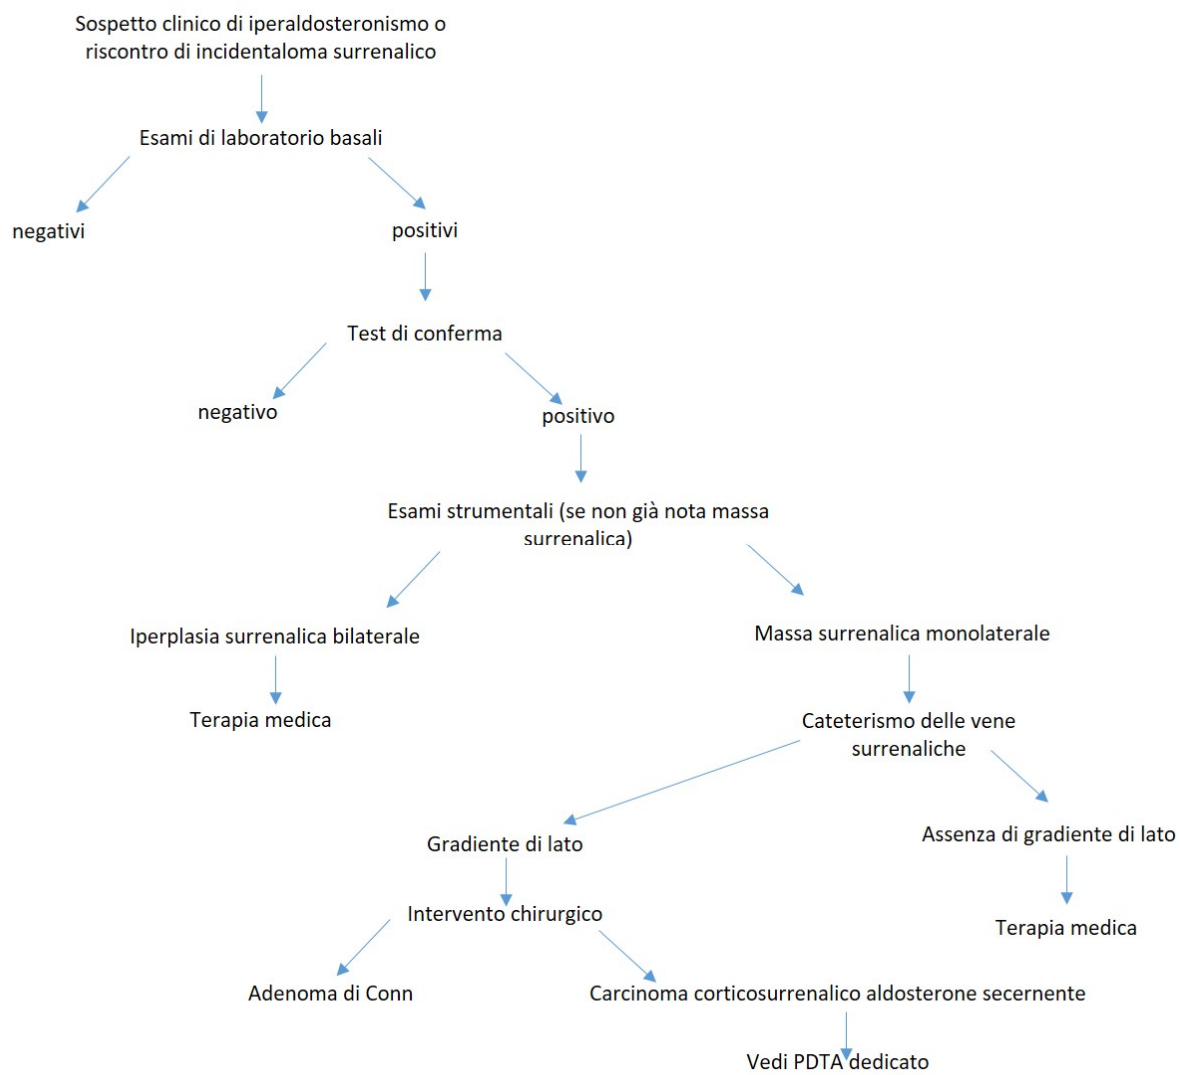 Sospetto clinico di iperaldosteronismo o
riscontro di incidentaloma surrenalico
Esami di laboratorio basali
negativi
positivi
Test di conferma
negativo
positivo
Esami strumentali (se non già nota massa
surrenalica)
Iperplasia surrenalica bilaterale
Massa surrenalica monolaterale
Terapia medica
Cateterismo delle vene
surrenaliche
Gradiente di lato
Assenza di gradiente di lato
Intervento chirurgico
Terapia medica
Adenoma di Conn
Carcinoma corticosurrenalico aldosterone secernente
Vedi PDTA dedicato